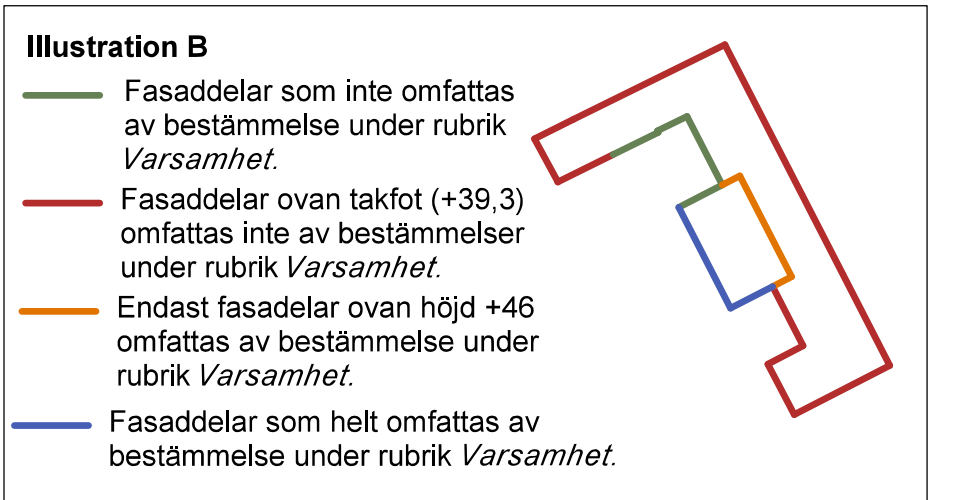 Illustration B
Fasaddelar som inte omfattas
av bestämmelse under rubrik
Varsamhet.
Fasaddelar ovan takfot (+39,3)
omfattas inte av bestämmelser
under rubrik Varsamhet.
Endast fasadelar ovan höjd +46
omfattas av bestämmelse under
rubrik Varsamhet.
Fasaddelar som helt omfattas av
bestämmelse under rubrik Varsamhet.